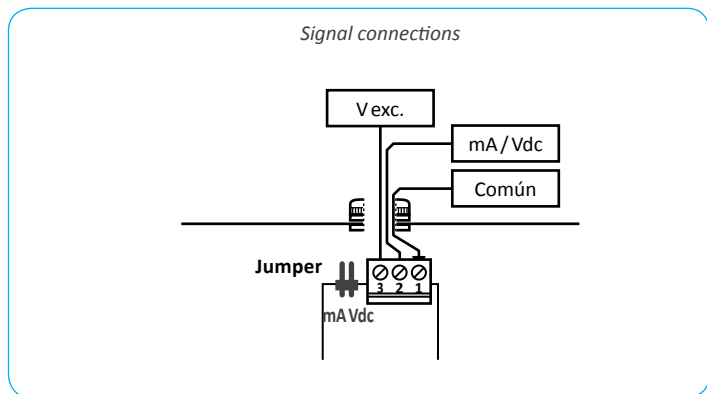 Signal connections
V exc.
mA / Vdc
Común
Jumper
3 2 1
mA Vdc